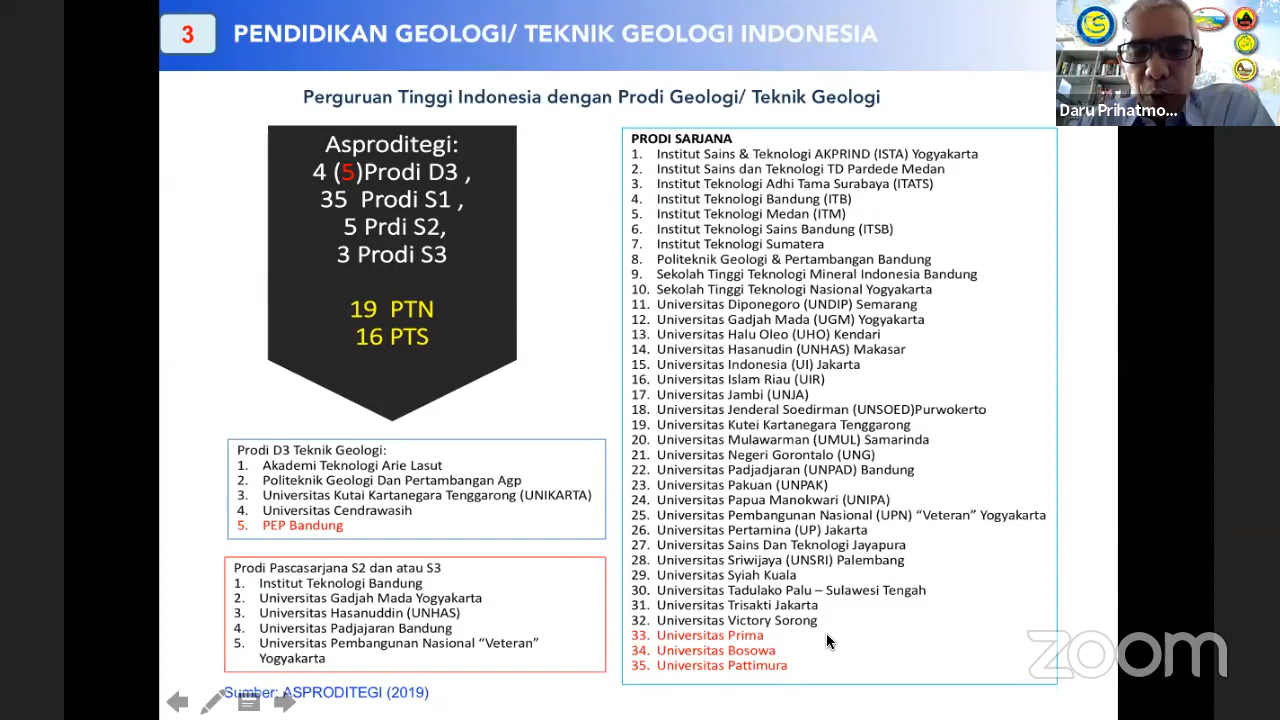 3
PENDIDIKAN GEOLOGI/ TEKNIK GEOLOGI INDONESIA
Daru Prihatmo...
Perguruan Tinggi Indonesia dengan Prodi Geologi/ Teknik Geologi
Asproditegi:
4 (5)Prodi D3 ,
35 Prodi S1 ,
5 Prdi S2,
3 Prodi S3
19 PTN
16 PTS
Prodi D3 Teknik Geologi:
1. Akademi Teknologi Arie Lasut
2. Politeknik Geologi Dan Pertambangan Agp
3. Universitas Kutai Kartanegara Tenggarong (UNIKARTA)
4. Universitas Cendrawasih
5. PEP Bandung
Prodi Pascasarjana S2 dan atau S3
1. Institut Teknologi Bandung
2. Universitas Gadjah Mada Yogyakarta
3. Universitas Hasanuddin (UNHAS)
4. Universitas Padjajaran Bandung
5. Universitas Pembangunan Nasional “Veteran”
Yogyakarta
Sumber: ASPRODITEGI (2019)
PRODI SARJANA
1. Institut Sains & Teknologi AKPRIND (ISTA) Yogyakarta
2. Institut Sains dan Teknologi TD Pardede Medan
3. Institut Teknologi Adhi Tama Surabaya (ITATS)
4. Institut Teknologi Bandung (ITB)
5. Institut Teknologi Medan (ITM)
6. Institut Teknologi Sains Bandung (ITSB)
7. Institut Teknologi Sumatera
8. Politeknik Geologi & Pertambangan Bandung
9. Sekolah Tinggi Teknologi Mineral Indonesia Bandung
10. Sekolah Tinggi Teknologi Nasional Yogyakarta
11. Universitas Diponegoro (UNDIP) Semarang
12. Universitas Gadjah Mada (UGM) Yogyakarta
13. Universitas Halu Oleo (UHO) Kendari
14. Universitas Hasanudin (UNHAS) Makasar
15. Universitas Indonesia (UI) Jakarta
16. Universitas Islam Riau (UIR)
17. Universitas Jambi (UNJA)
18. Universitas Jenderal Soedirman (UNSOED)Purwokerto
19. Universitas Kutei Kartanegara Tenggarong
20. Universitas Mulawarman (UMUL) Samarinda
21. Universitas Negeri Gorontalo (UNG)
22. Universitas Padjadjaran (UNPAD) Bandung
23. Universitas Pakuan (UNPAK)
24. Universitas Papua Manokwari (UNIPA)
25. Universitas Pembangunan Nasional (UPN) “Veteran” Yogyakarta
26. Universitas Pertamina (UP) Jakarta
27. Universitas Sains Dan Teknologi Jayapura
28. Universitas Sriwijaya (UNSRI) Palembang
29. Universitas Syiah Kuala
30. Universitas Tadulako Palu – Sulawesi Tengah
31. Universitas Trisakti Jakarta
32. Universitas Victory Sorong
33. Universitas Prima
34. Universitas Bosowa
35. Universitas Pattimura
zoom